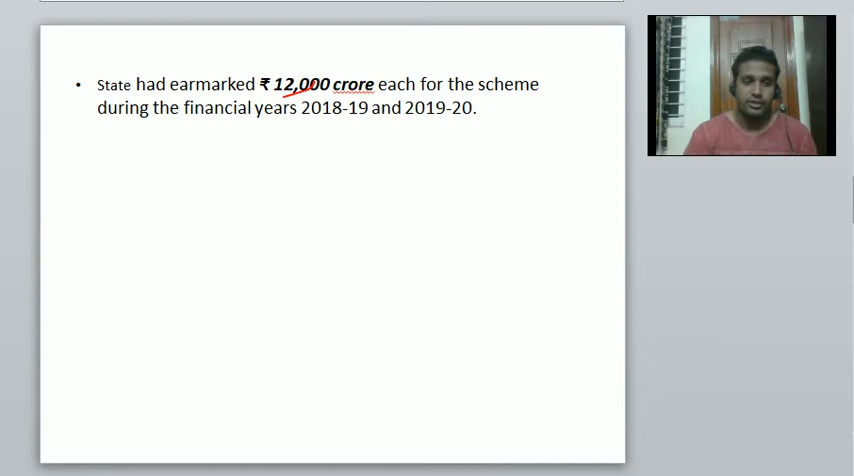 • State had earmarked ₹ 12,000 crore each for the scheme
during the financial years 2018-19 and 2019-20.